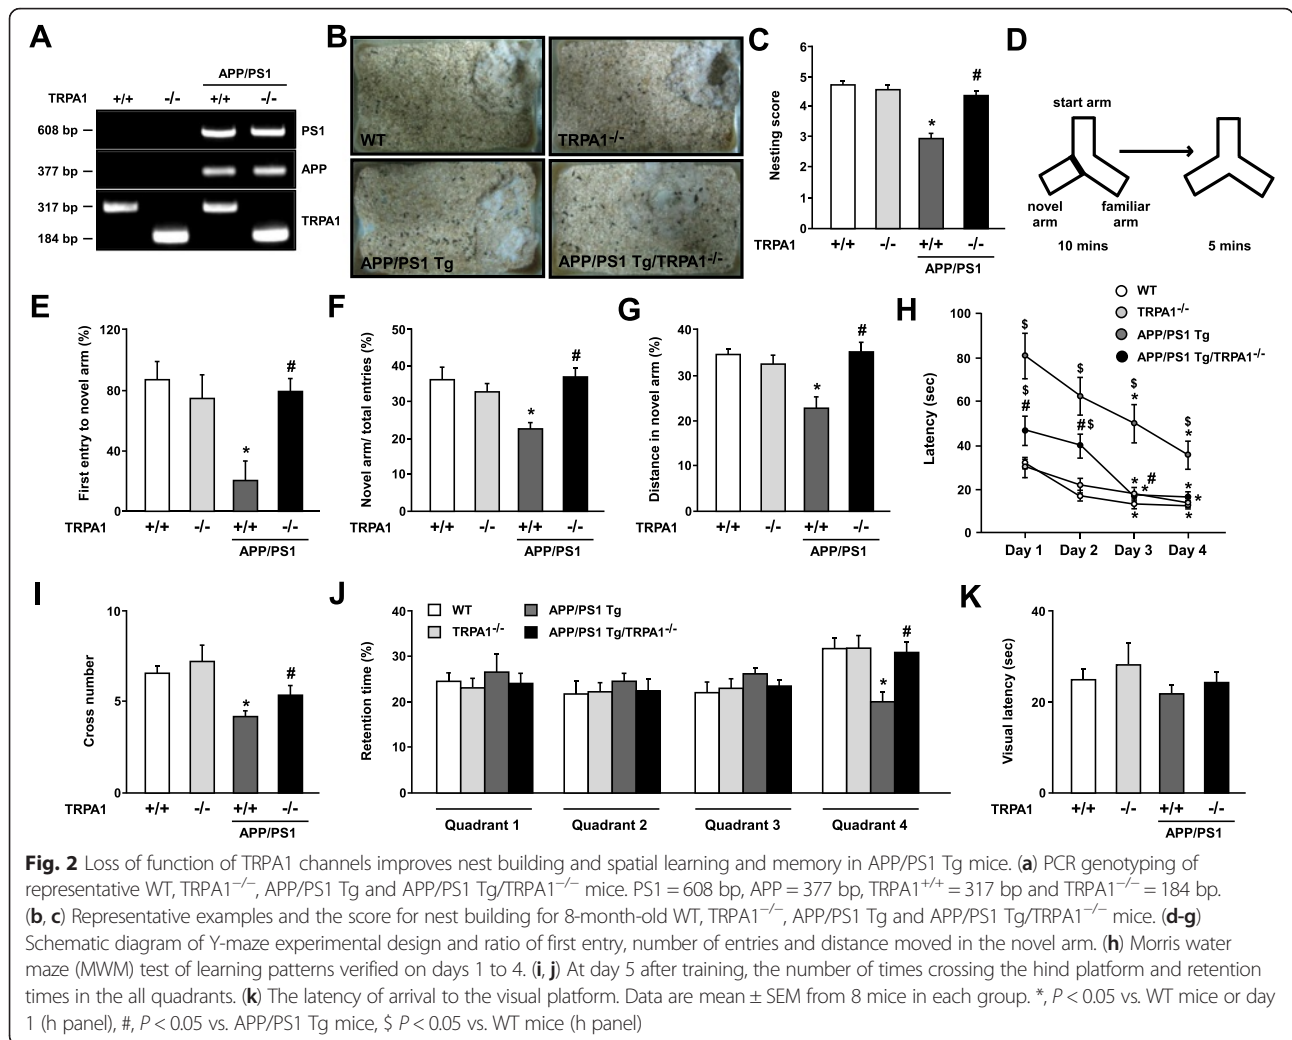 A
APP/PS1
TRPA1 +/+ -/- +/+ -/-
608 bp PS1
377 bp APP
317 bp
TRPA1
184 bp
B
WT
TRPA1-/-
APP/PS1 Tg
APP/PS1 Tg/TRPA1-/-
C
Nesting score
6
5
4
3
2
1
0
*
#
TRPA1 +/+ -/- +/+ -/-
APP/PS1
D
start arm
novel arm
familiar arm
10 mins
5 mins
E
First entry to novel arm (%)
120
80
40
0
*
#
TRPA1 +/+ -/- +/+ -/-
APP/PS1
F
Novel arm/ total entries (%)
50
40
30
20
10
0
*
#
TRPA1 +/+ -/- +/+ -/-
APP/PS1
G
Distance in novel arm (%)
40
30
20
10
0
*
#
TRPA1 +/+ -/- +/+ -/-
APP/PS1
H
WT
TRPA1-/-
APP/PS1 Tg
APP/PS1 Tg/TRPA1-/-
Latency (sec)
100
80
60
40
20
0
$
$
$
*
$
*
$
#
#$
*
* #
*
*
*
*
Day 1 Day 2 Day 3 Day 4
I
Cross number
10
5
0
*
#
TRPA1 +/+ -/- +/+ -/-
APP/PS1
J
WT
TRPA1-/-
APP/PS1 Tg
APP/PS1 Tg/TRPA1-/-
Retention time (%)
40
30
20
10
0
*
#
Quadrant 1 Quadrant 2 Quadrant 3 Quadrant 4
K
Visual latency (sec)
40
20
0
TRPA1 +/+ -/- +/+ -/-
APP/PS1
Fig. 2 Loss of function of TRPA1 channels improves nest building and spatial learning and memory in APP/PS1 Tg mice. (a) PCR genotyping of
representative WT, TRPA1−/−, APP/PS1 Tg and APP/PS1 Tg/TRPA1−/− mice. PS1 = 608 bp, APP = 377 bp, TRPA1+/+ = 317 bp and TRPA1−/− = 184 bp.
(b, c) Representative examples and the score for nest building for 8-month-old WT, TRPA1−/−, APP/PS1 Tg and APP/PS1 Tg/TRPA1−/− mice. (d-g)
Schematic diagram of Y-maze experimental design and ratio of first entry, number of entries and distance moved in the novel arm. (h) Morris water
maze (MWM) test of learning patterns verified on days 1 to 4. (i, j) At day 5 after training, the number of times crossing the hind platform and retention
times in the all quadrants. (k) The latency of arrival to the visual platform. Data are mean ± SEM from 8 mice in each group. *, P < 0.05 vs. WT mice or day
1 (h panel), #, P < 0.05 vs. APP/PS1 Tg mice, $ P < 0.05 vs. WT mice (h panel)